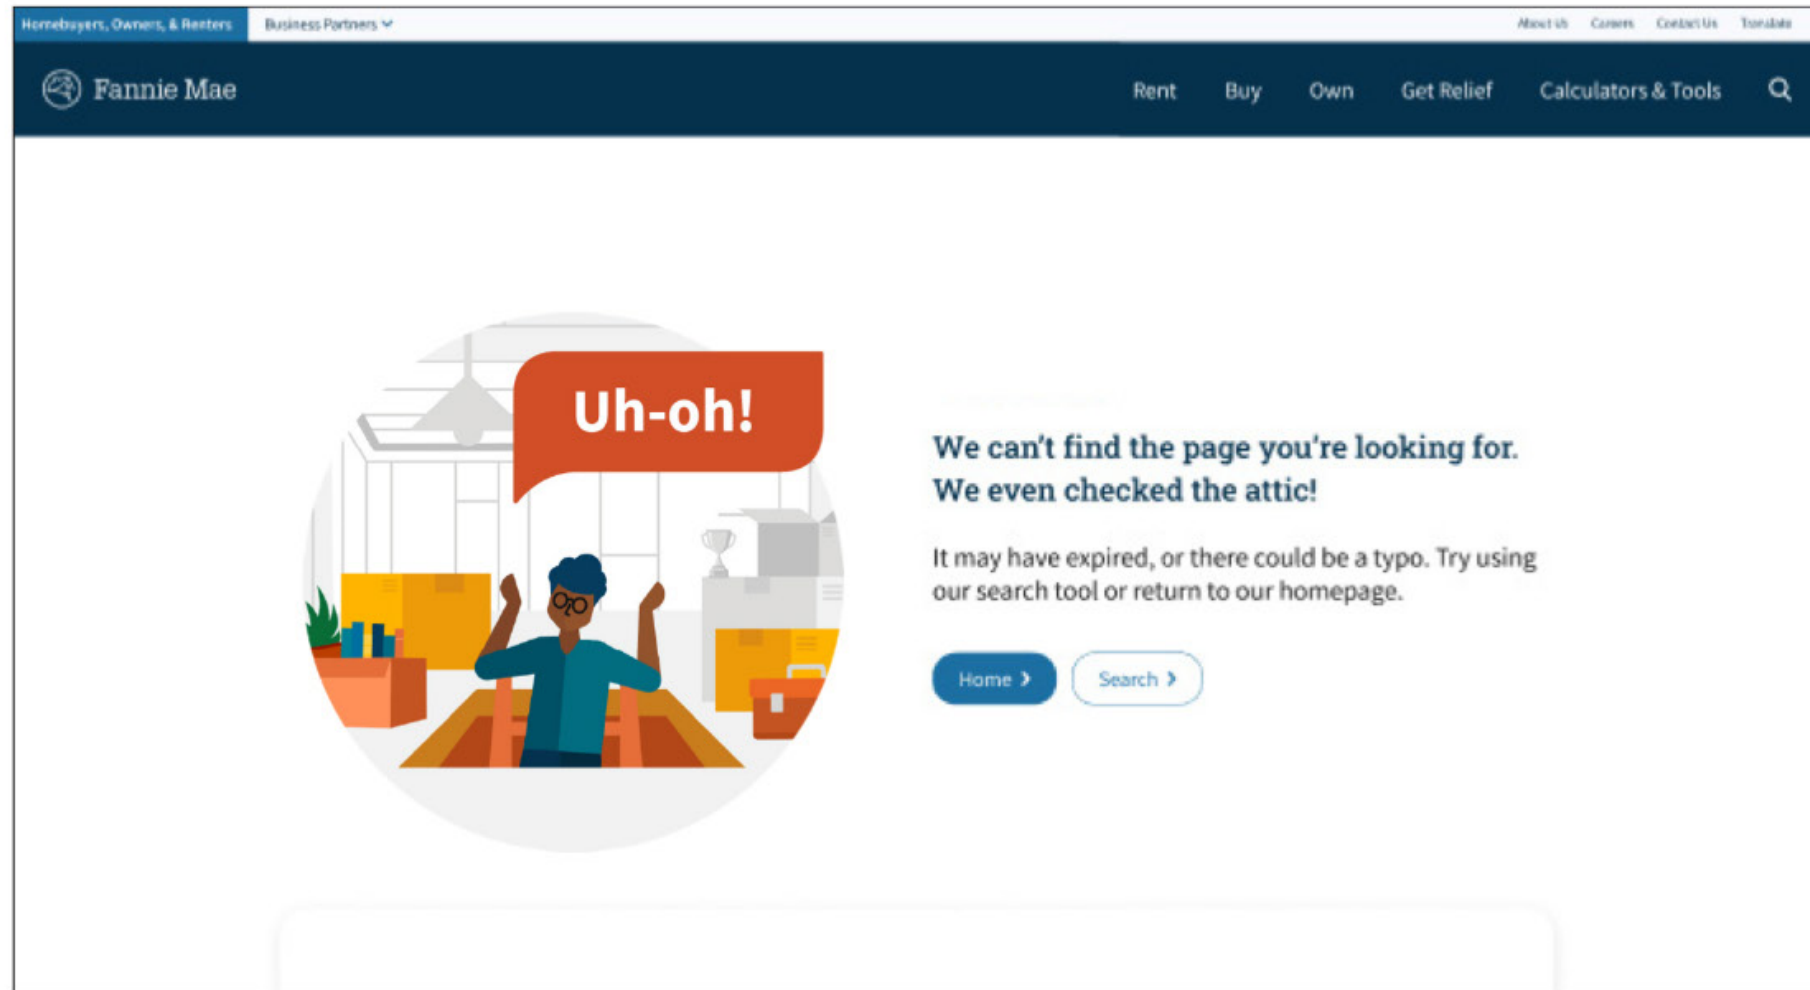 Homebuyers, Owners, & Renters
Business Partners
About Us
Careers
Contact Us
Translate
Fannie Mae
Rent
Buy
Own
Get Relief
Calculators & Tools
Uh-oh!
We can't find the page you're looking for.
We even checked the attic!
It may have expired, or there could be a typo. Try using
our search tool or return to our homepage.
Home
Search